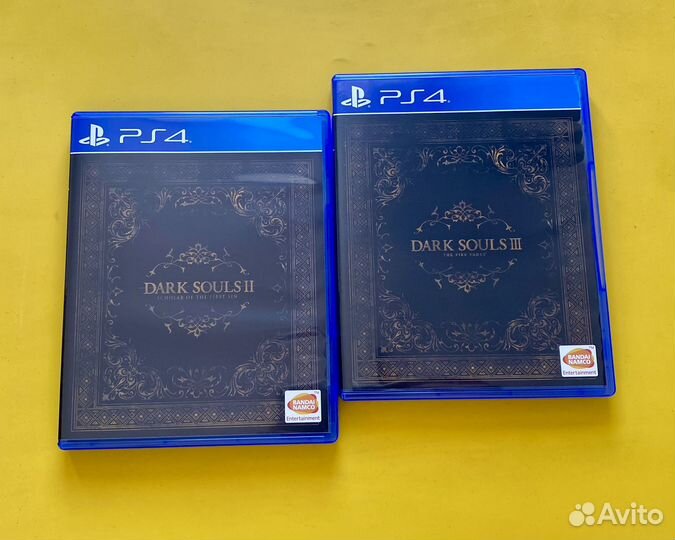 PS4
DARK SOULS II
SCHOLAR OF THE FIRST SIN
BANDAI
NAMCO
Entertainment
PS4
DARK SOULS III
THE FIRE FADES
BANDAI
NAMCO
Entertainment
Avito